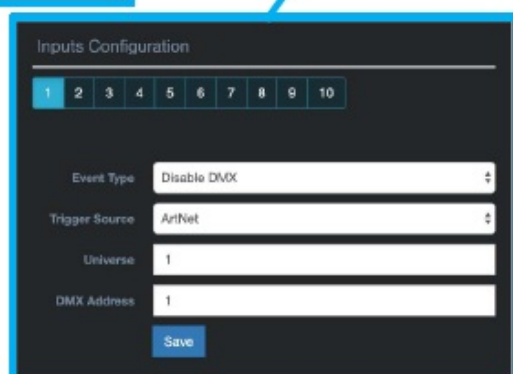 Inputs Configuration
1 2 3 4 5 6 7 8 9 10
Event Type Disable DMX
Trigger Source ArtNet
Universe 1
DMX Address 1
Save